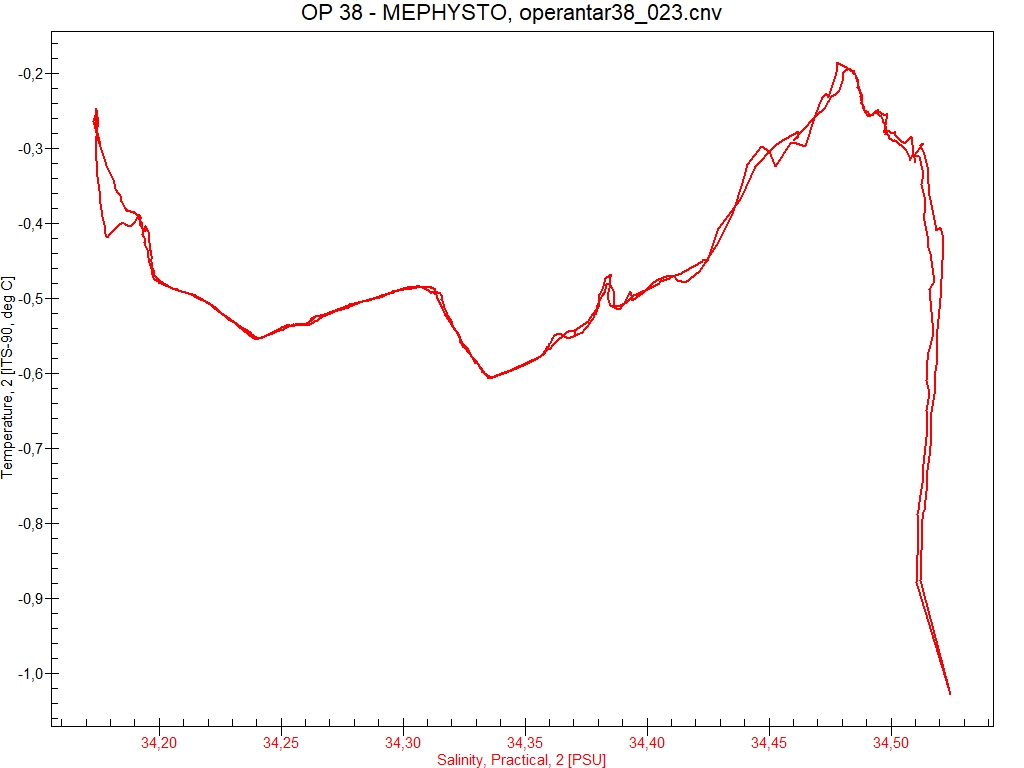 OP 38 - MEPHYSTO, operantar38_023.cnv
Temperature, 2 [ITS-90, deg C]
-0,2
-0,3
-0,4
-0,5
-0,6
-0,7
-0,8
-0,9
-1,0
34,20 34,25 34,30 34,35 34,40 34,45 34,50
Salinity, Practical, 2 [PSU]